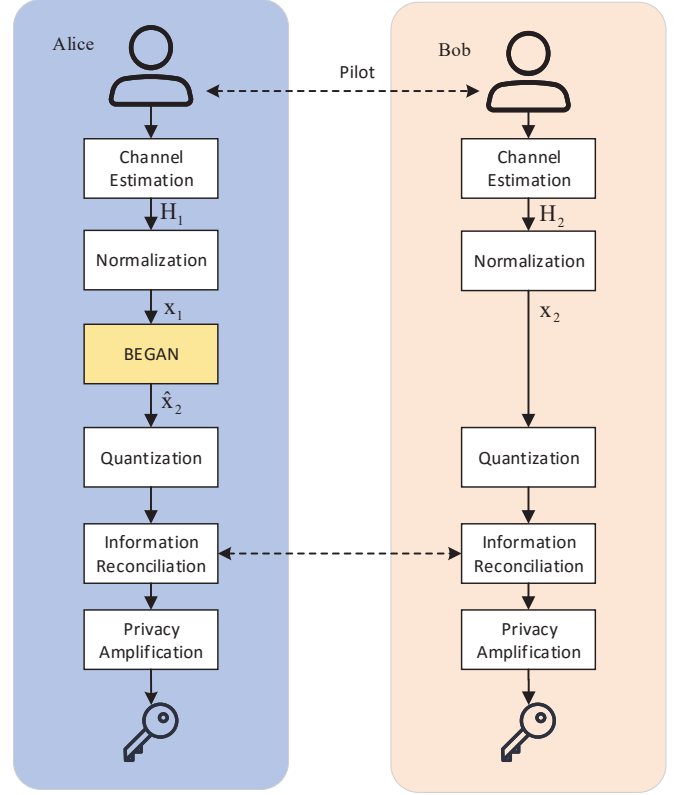 Alice
Pilot
Bob
Channel
Estimation
H₁
Normalization
x₁
BEGAN
x̂₂
Quantization
Information
Reconciliation
Privacy
Amplification
Channel
Estimation
H₂
Normalization
x₂
Quantization
Information
Reconciliation
Privacy
Amplification